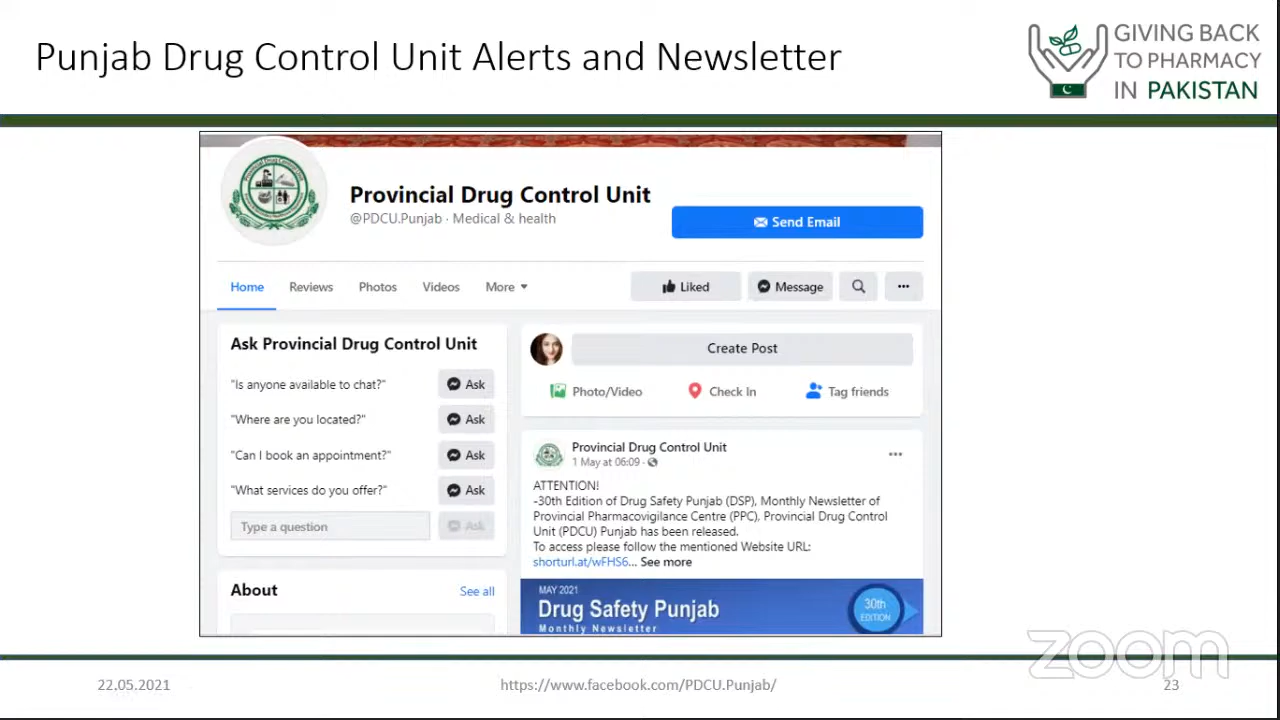 Punjab Drug Control Unit Alerts and Newsletter
GIVING BACK
TO PHARMACY
IN PAKISTAN
Provincial Drug Control Unit
Provincial Drug Control Unit
@PDCU.Punjab · Medical & health
Send Email
Home
Reviews
Photos
Videos
More
Liked
Message
Ask Provincial Drug Control Unit
"Is anyone available to chat?"
Ask
"Where are you located?"
Ask
"Can I book an appointment?"
Ask
"What services do you offer?"
Ask
Type a question
Ask
About
See all
Create Post
Photo/Video
Check In
Tag friends
Provincial Drug Control Unit
1 May at 06:09 ·
ATTENTION!
-30th Edition of Drug Safety Punjab (DSP), Monthly Newsletter of
Provincial Pharmacovigilance Centre (PPC), Provincial Drug Control
Unit (PDCU) Punjab has been released.
To access please follow the mentioned Website URL:
shorturl.at/wFHS6... See more
MAY 2021
Drug Safety Punjab
Monthly Newsletter
30th
EDITION
zoom
22.05.2021
https://www.facebook.com/PDCU.Punjab/
23